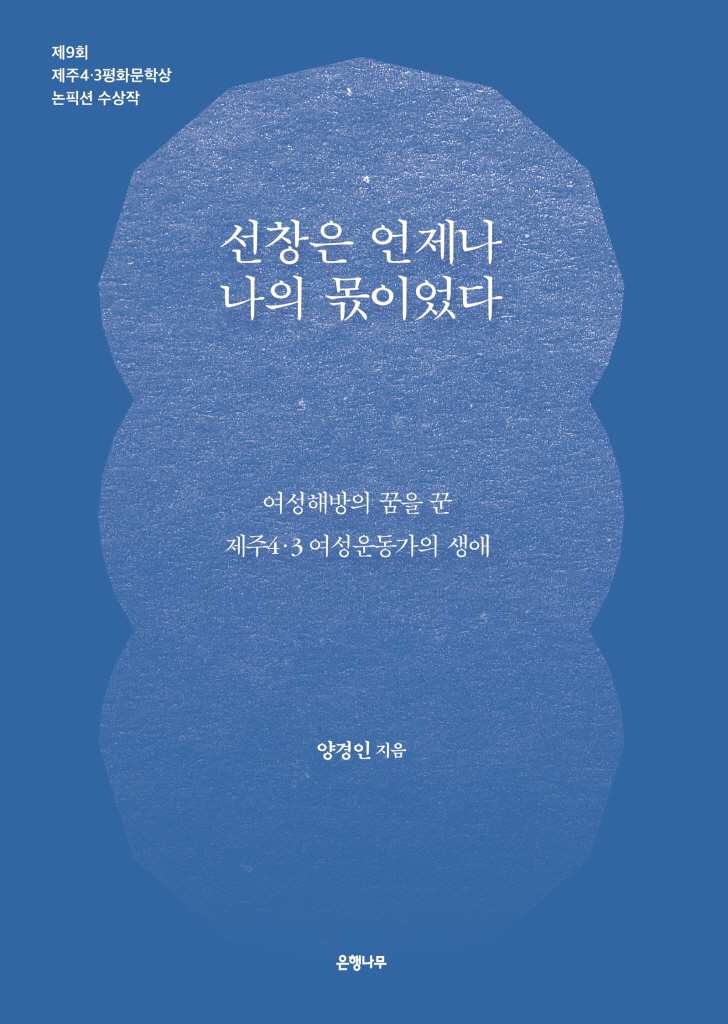 제9회
제주4·3평화문학상
논픽션 수상작
선창은 언제나
나의 몫이었다
여성해방의 꿈을 꾼
제주4·3 여성운동가의 생애
양경인 지음
은행나무